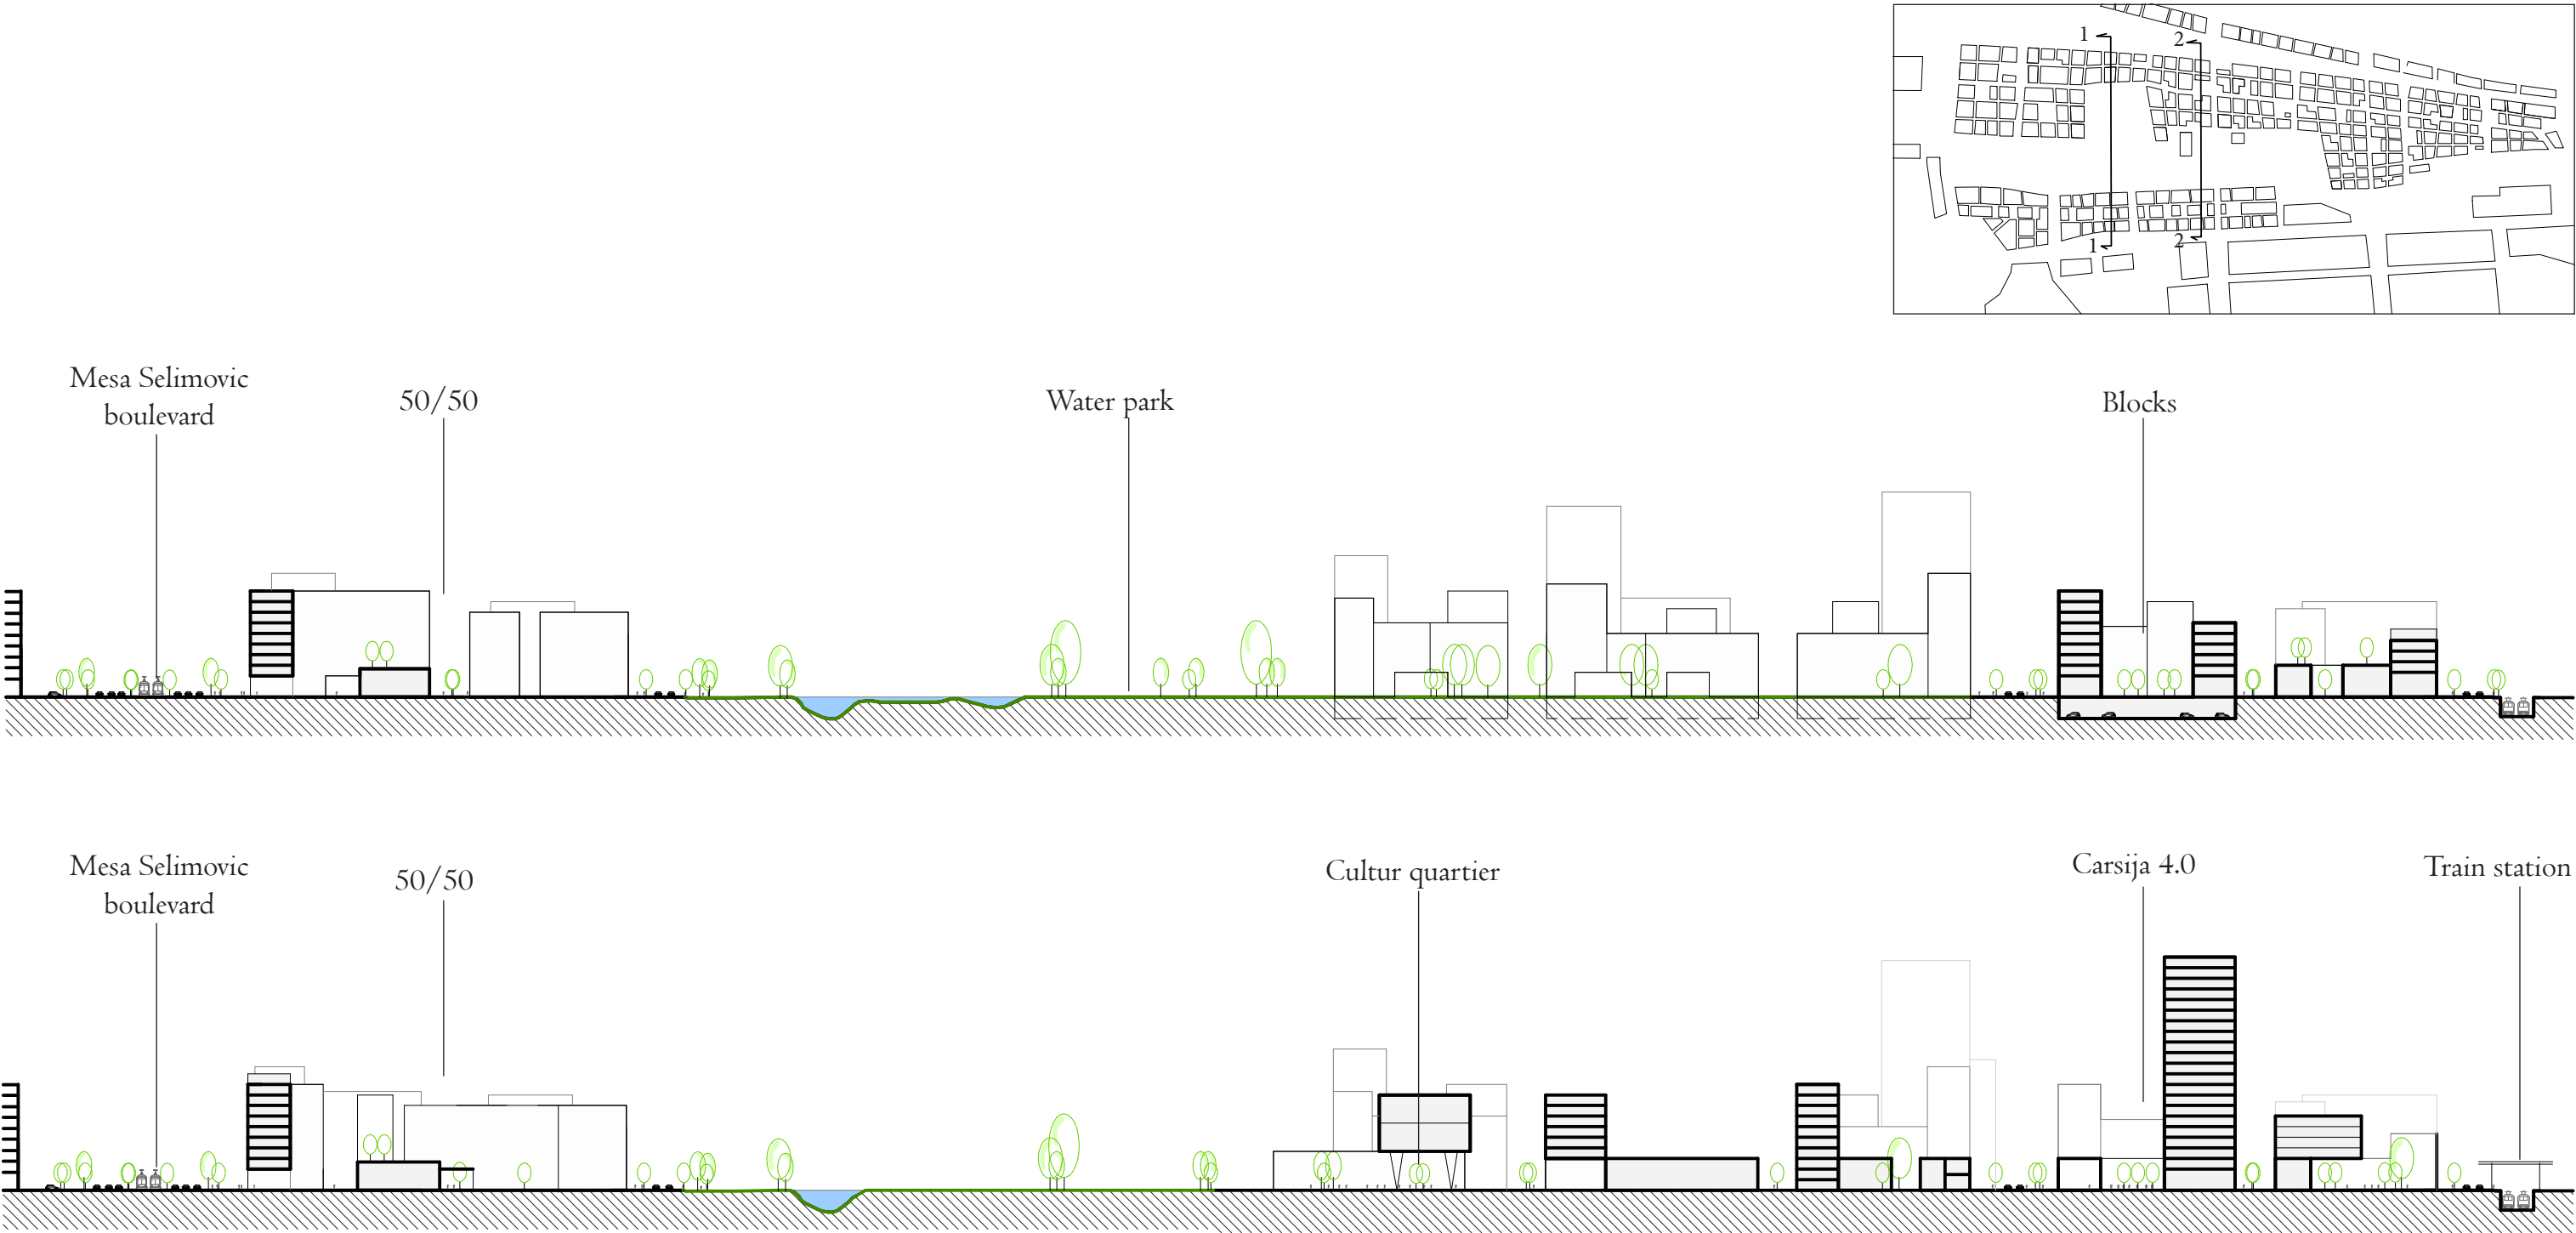 1
2
1
2
Mesa Selimovic
boulevard
50/50
Water park
Blocks
Mesa Selimovic
boulevard
50/50
Cultur quartier
Carsija 4.0
Train station